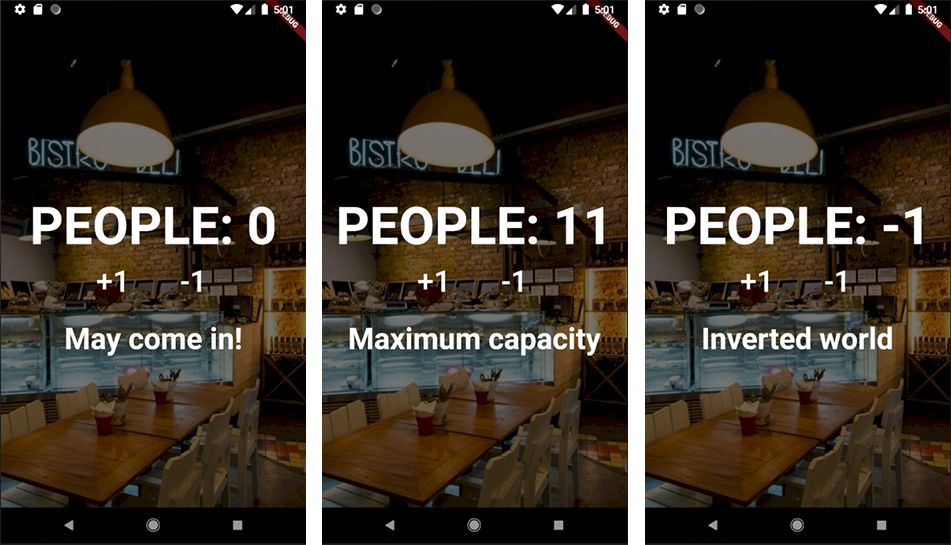 5:01
DEBUG
BISTRO DELI
PEOPLE: 0
+1 -1
May come in!
5:01
DEBUG
BISTRO DELI
PEOPLE: 11
+1 -1
Maximum capacity
5:01
DEBUG
BISTRO DELI
PEOPLE: -1
+1 -1
Inverted world